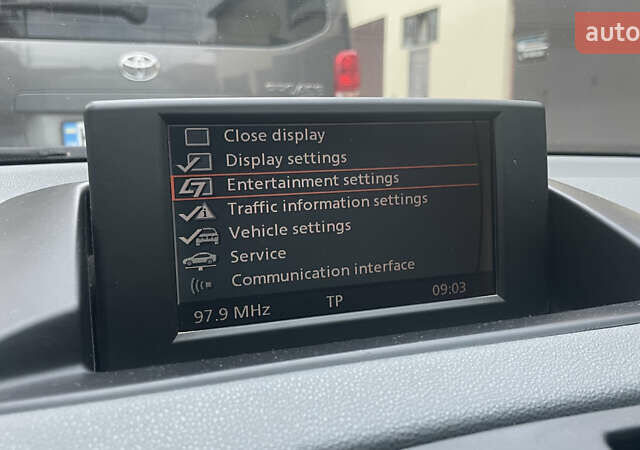 auto
Close display
Display settings
Entertainment settings
Traffic information settings
Vehicle settings
Service
Communication interface
97.9 MHz TP 09:03